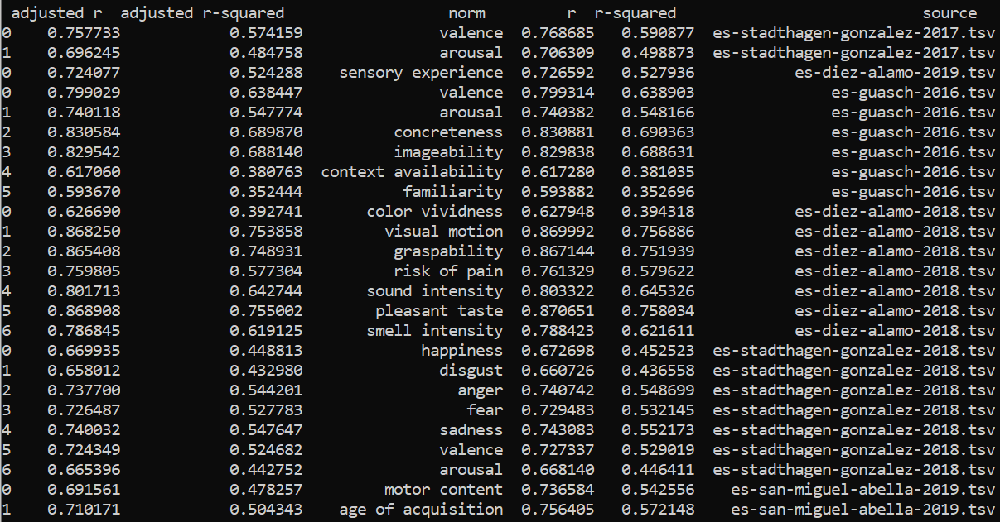 adjusted r adjusted r-squared norm r r-squared source
0 0.757733 0.574159 valence 0.768685 0.590877 es-stadthagen-gonzalez-2017.tsv
1 0.696245 0.484758 arousal 0.706309 0.498873 es-stadthagen-gonzalez-2017.tsv
0 0.724077 0.524288 sensory experience 0.726592 0.527936 es-diez-alamo-2019.tsv
0 0.799029 0.638447 valence 0.799314 0.638903 es-guasch-2016.tsv
1 0.740118 0.547774 arousal 0.740382 0.548166 es-guasch-2016.tsv
2 0.830584 0.689870 concreteness 0.830881 0.690363 es-guasch-2016.tsv
3 0.829542 0.688140 imageability 0.829838 0.688631 es-guasch-2016.tsv
4 0.617060 0.380763 context availability 0.617280 0.381035 es-guasch-2016.tsv
5 0.593670 0.352444 familiarity 0.593882 0.352696 es-guasch-2016.tsv
0 0.626690 0.392741 color vividness 0.627948 0.394318 es-diez-alamo-2018.tsv
1 0.868250 0.753858 visual motion 0.869992 0.756886 es-diez-alamo-2018.tsv
2 0.865408 0.748931 graspability 0.867144 0.751939 es-diez-alamo-2018.tsv
3 0.759805 0.577304 risk of pain 0.761329 0.579622 es-diez-alamo-2018.tsv
4 0.801713 0.642744 sound intensity 0.803322 0.645326 es-diez-alamo-2018.tsv
5 0.868908 0.755002 pleasant taste 0.870651 0.758034 es-diez-alamo-2018.tsv
6 0.786845 0.619125 smell intensity 0.788423 0.621611 es-diez-alamo-2018.tsv
0 0.669935 0.448813 happiness 0.672698 0.452523 es-stadthagen-gonzalez-2018.tsv
1 0.658012 0.432980 disgust 0.660726 0.436558 es-stadthagen-gonzalez-2018.tsv
2 0.737700 0.544201 anger 0.740742 0.548699 es-stadthagen-gonzalez-2018.tsv
3 0.726487 0.527783 fear 0.729483 0.532145 es-stadthagen-gonzalez-2018.tsv
4 0.740032 0.547647 sadness 0.743083 0.552173 es-stadthagen-gonzalez-2018.tsv
5 0.724349 0.524682 valence 0.727337 0.529019 es-stadthagen-gonzalez-2018.tsv
6 0.665396 0.442752 arousal 0.668140 0.446411 es-stadthagen-gonzalez-2018.tsv
0 0.691561 0.478257 motor content 0.736584 0.542556 es-san-miguel-abella-2019.tsv
1 0.710171 0.504343 age of acquisition 0.756405 0.572148 es-san-miguel-abella-2019.tsv